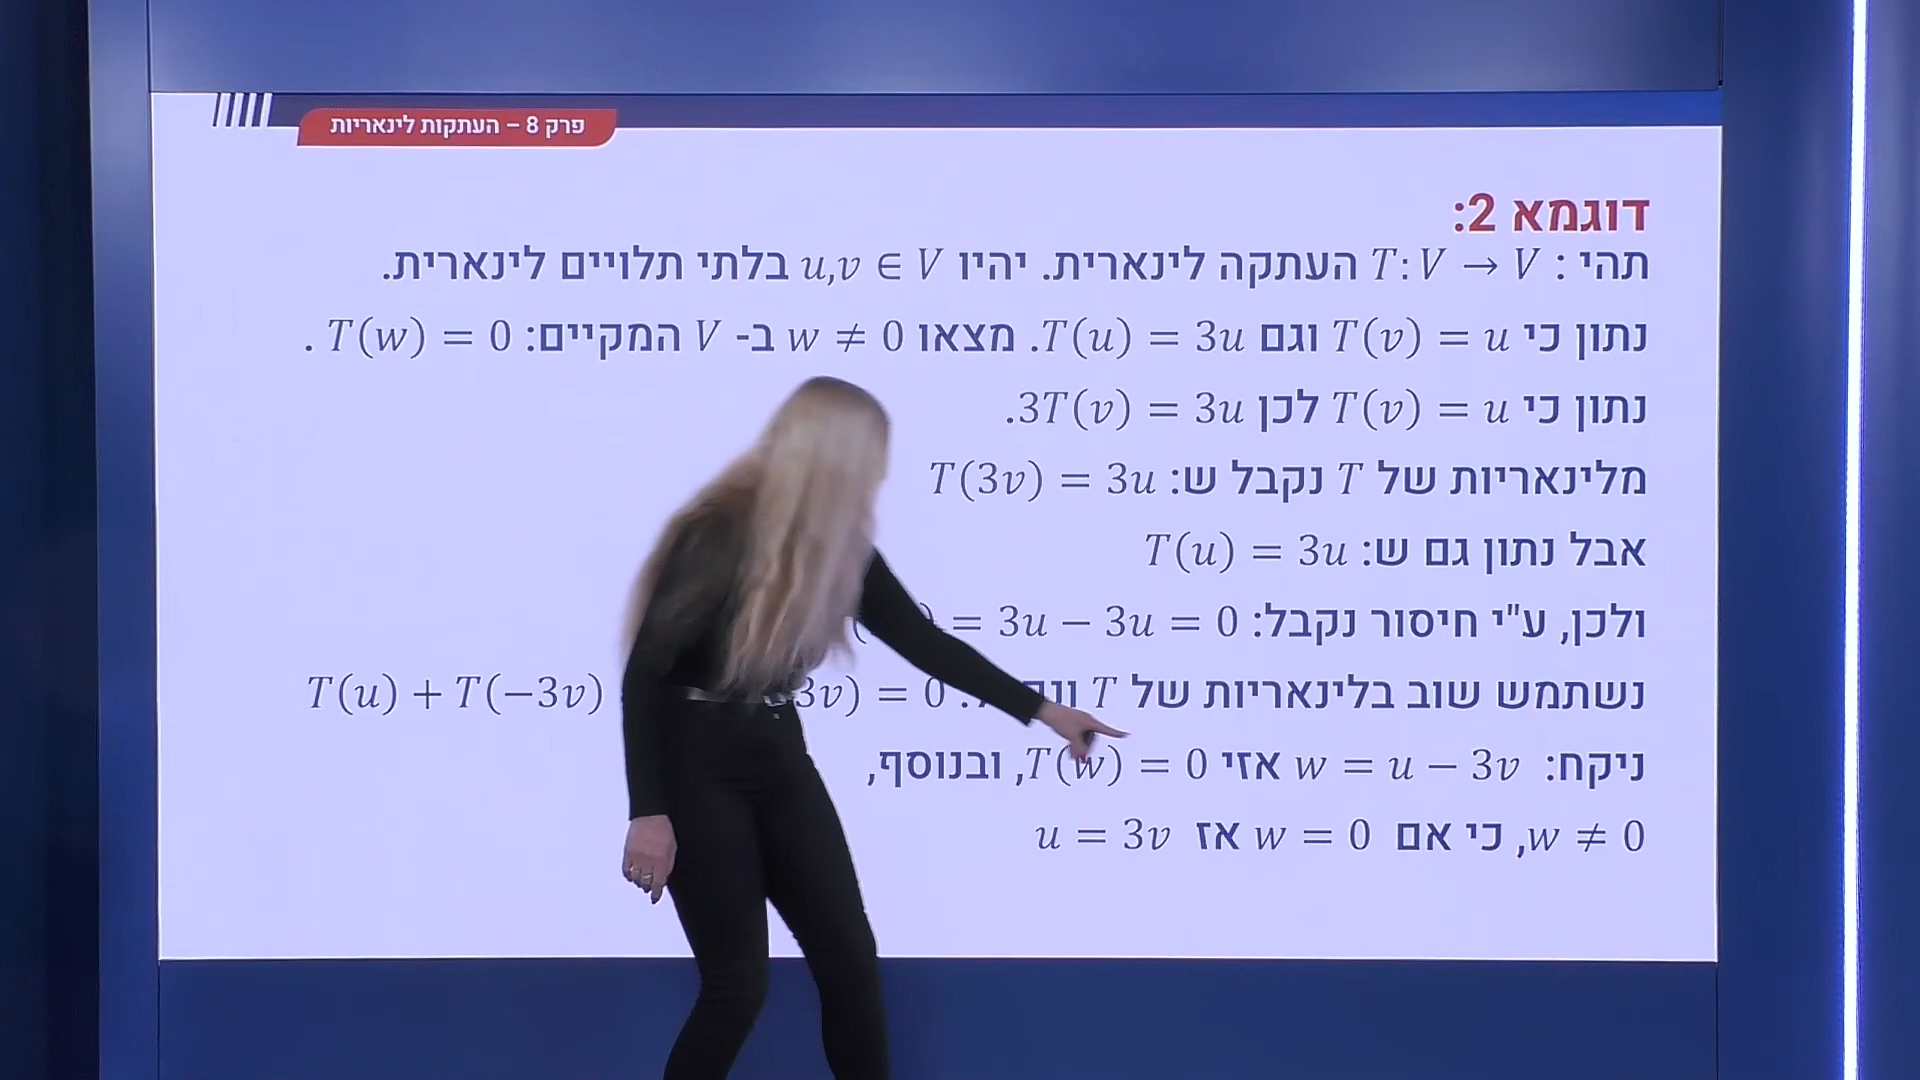 פרק 8 – העתקות לינאריות
דוגמא 2:
תהי : T: V → V העתקה לינארית. יהיו u,v ∈ V בלתי תלויים לינארית.
נתון כי T(v) = u וגם T(u) = 3u. מצאו w ≠ 0 ב- V המקיים: T(w) = 0 .
נתון כי T(v) = u לכן 3T(v) = 3u.
מלינאריות של T נקבל ש: T(3v) = 3u
אבל נתון גם ש: T(u) = 3u
ולכן, ע"י חיסור נקבל: = 3u − 3u = 0
נשתמש שוב בלינאריות של T T(u) + T(−3v) 3v) = 0
ניקח: w = u − 3v אזי T(w) = 0, ובנוסף,
w ≠ 0, כי אם w = 0 אז u = 3v